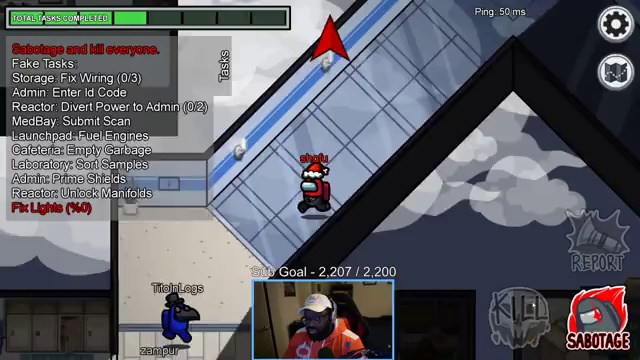 TOTAL TASKS COMPLETED
Ping: 50 ms
Sabotage and kill everyone.
Fake Tasks:
Storage: Fix Wiring (0/3)
Admin: Enter Id Code
Reactor: Divert Power to Admin (0/2)
MedBay: Submit Scan
Launchpad: Fuel Engines
Cafeteria: Empty Garbage
Laboratory: Sort Samples
Admin: Prime Shields
Reactor: Unlock Manifolds
Fix Lights (%0)
Tasks
shofu
REPORT
Sub Goal - 2,207 / 2,200
TitoinLogs
KILL
SABOTAGE
zampur